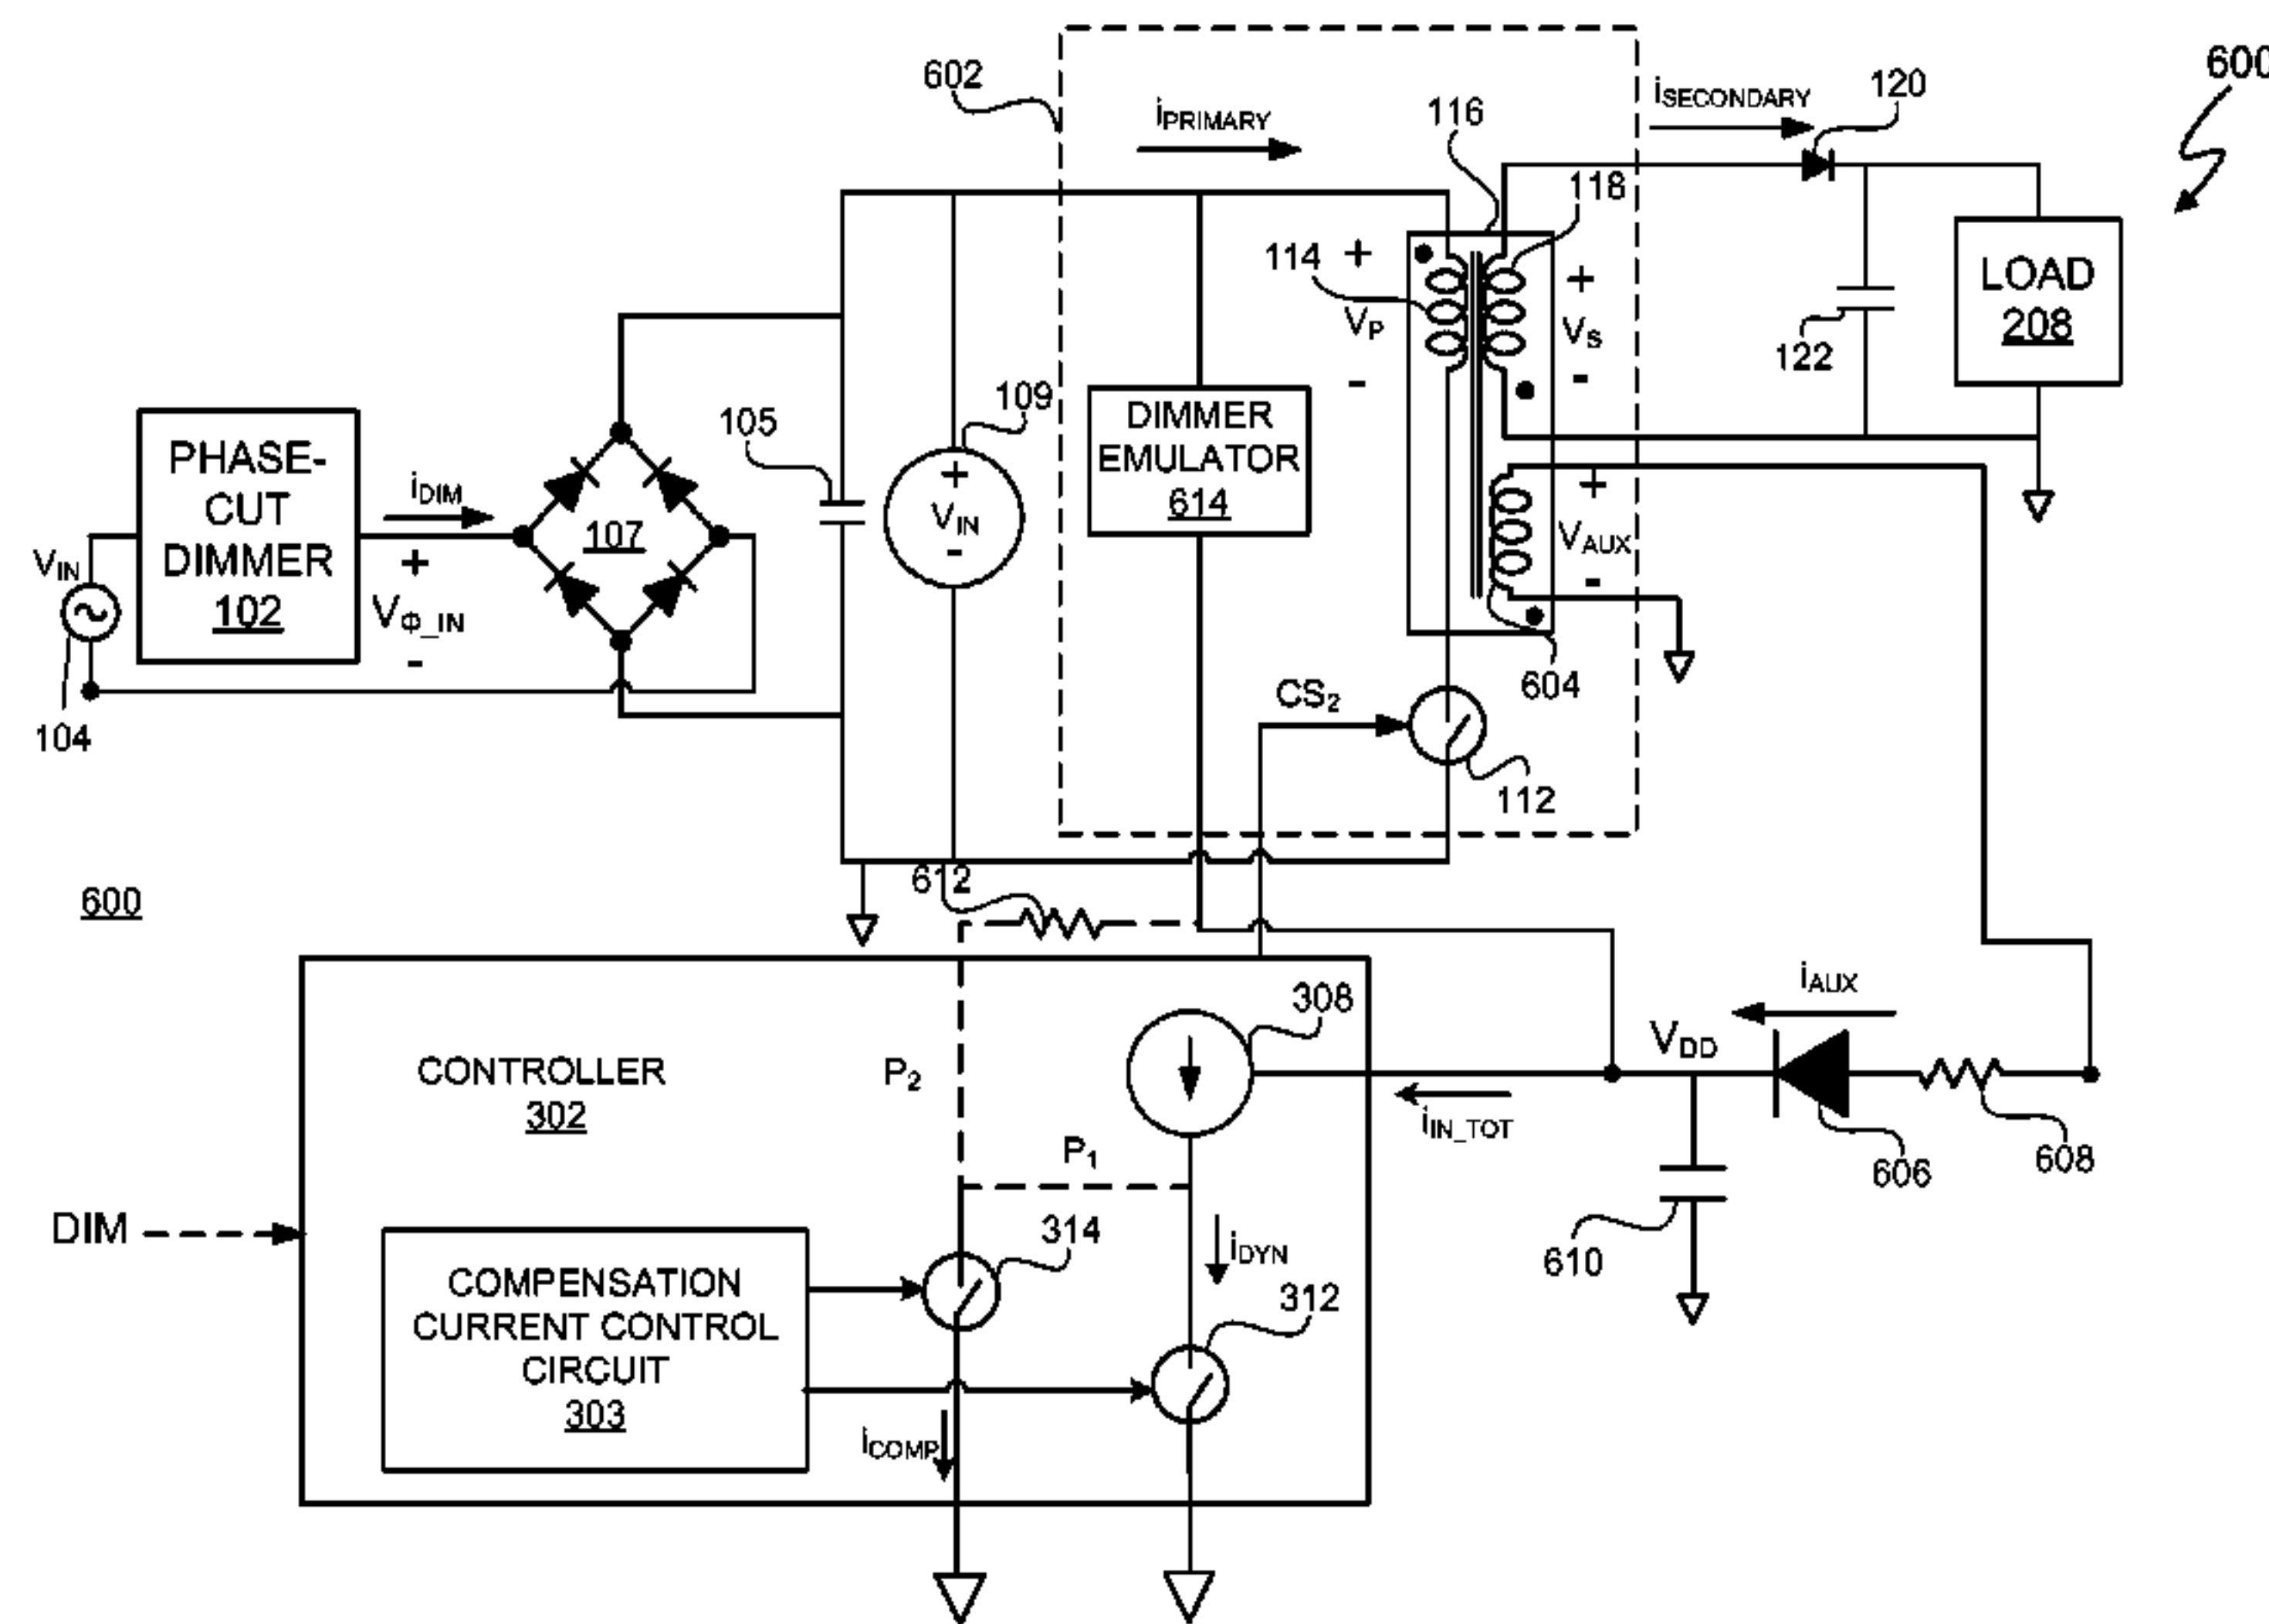 600
602
iPRIMARY
116
iSECONDARY
120
118
114
+
VP
-
+
VS
-
122
LOAD
208
PHASE-
CUT
DIMMER
102
iDIM
+
VΦ_IN
-
VIN
104
107
105
109
+
VIN
-
DIMMER
EMULATOR
614
+
VAUX
-
604
CS2
112
612
600
308
iAUX
VDD
CONTROLLER
302
P2
P1
iIN_TOT
606
608
610
DIM
314
iDYN
312
COMPENSATION
CURRENT CONTROL
CIRCUIT
303
iCOMP